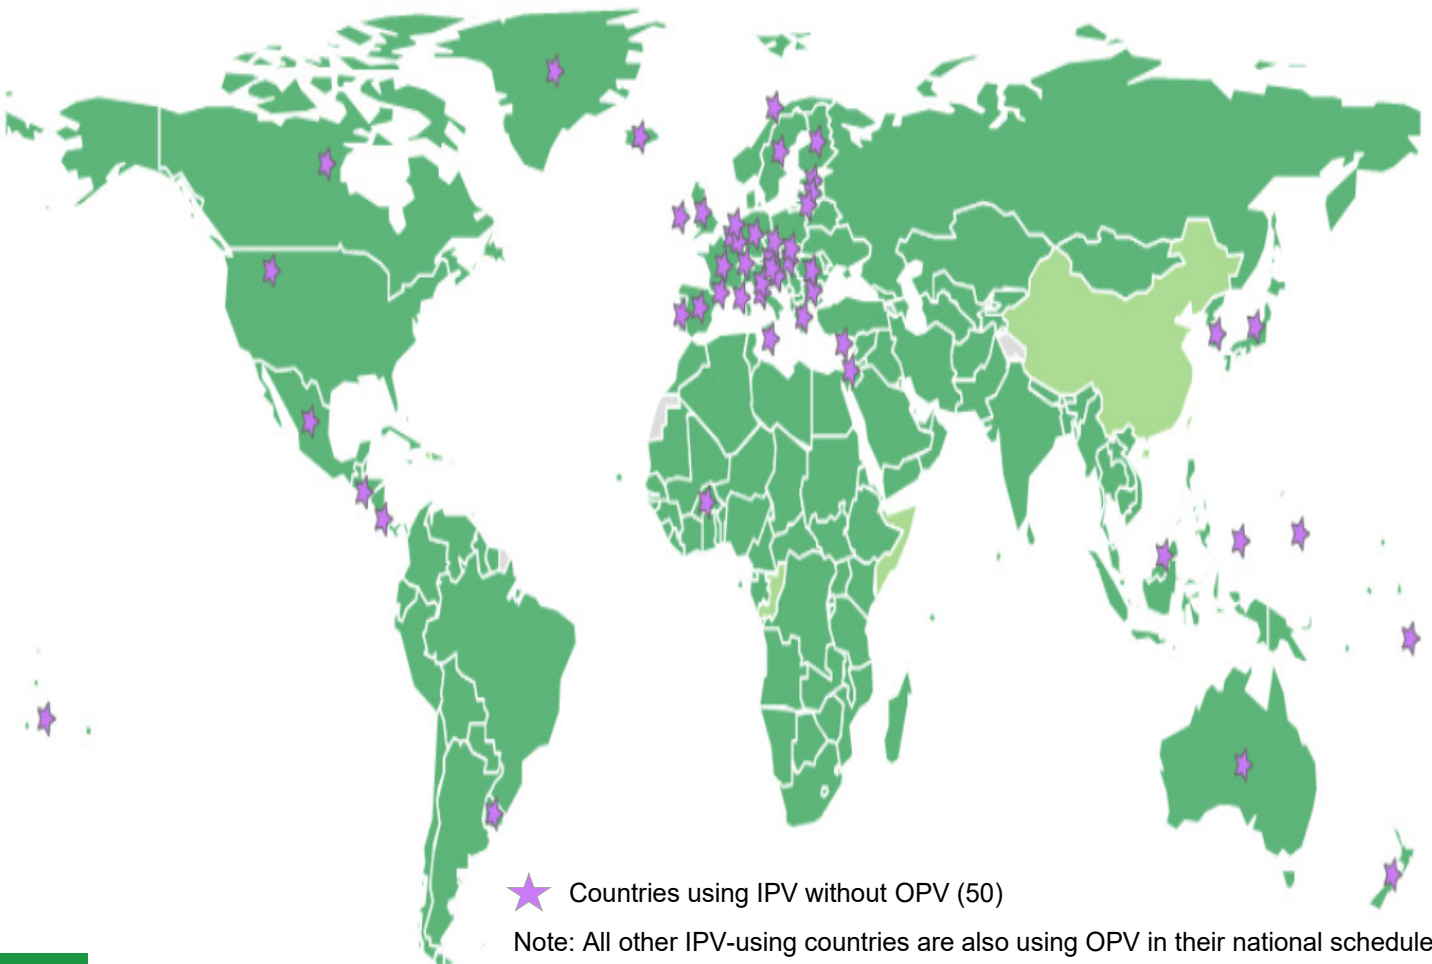 Countries using IPV without OPV (50)
Note: All other IPV-using countries are also using OPV in their national schedule